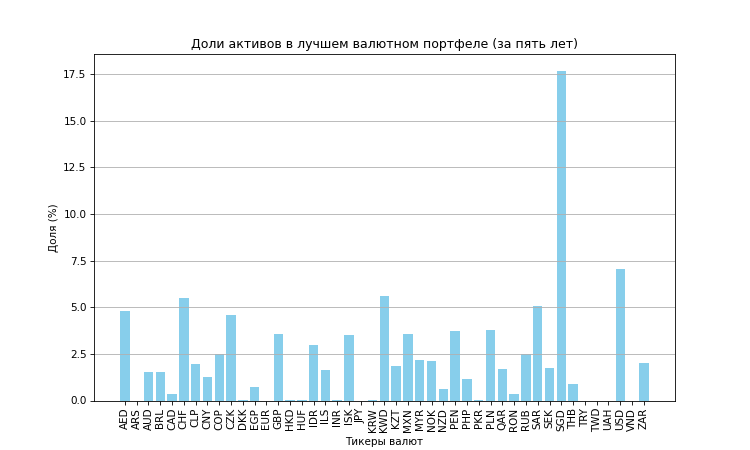 Доли активов в лучшем валютном портфеле (за пять лет)
Доля (%)
17.5
15.0
12.5
10.0
7.5
5.0
2.5
0.0
AED
ARS
AUD
BRL
CAD
CHF
CLP
CNY
COP
CZK
DKK
EGP
EUR
GBP
HKD
HUF
IDR
ILS
INR
ISK
JPY
KRW
KWD
KZT
MXN
MYR
NOK
NZD
PEN
PHP
PKR
PLN
QAR
RON
RUB
SAR
SEK
SGD
THB
TRY
TWD
UAH
USD
VND
ZAR
Тикеры валют